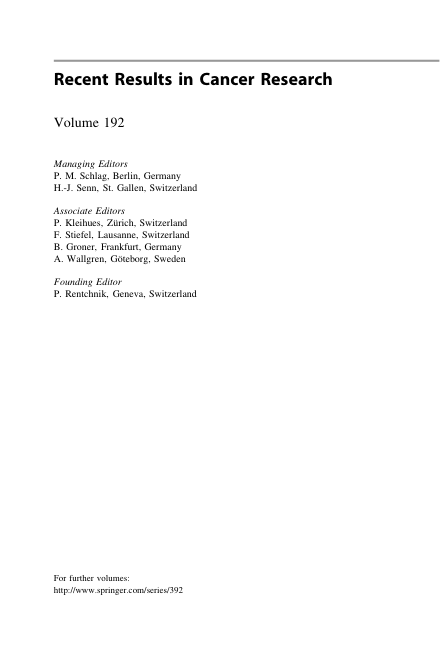 Recent Results in Cancer Research
Volume 192
Managing Editors
P. M. Schlag, Berlin, Germany
H.-J. Senn, St. Gallen, Switzerland
Associate Editors
P. Kleihues, Zürich, Switzerland
F. Stiefel, Lausanne, Switzerland
B. Groner, Frankfurt, Germany
A. Wallgren, Göteborg, Sweden
Founding Editor
P. Rentchnik, Geneva, Switzerland
For further volumes:
http://www.springer.com/series/392